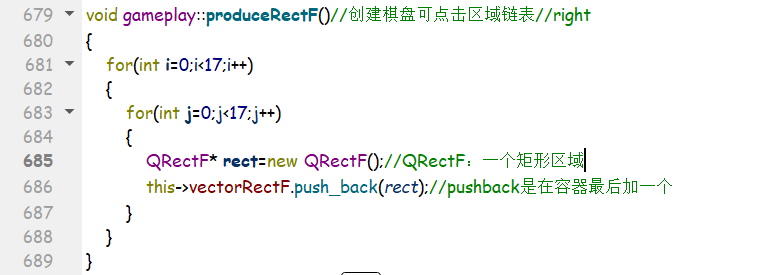 679 void gameplay::produceRectF()//创建棋盘可点击区域链表//right
680 {
681 for(int i=0;i<17;i++)
682 {
683 for(int j=0;j<17;j++)
684 {
685 QRectF* rect=new QRectF();//QRectF：一个矩形区域
686 this->vectorRectF.push_back(rect);//pushback是在容器最后加一个
687 }
688 }
689 }